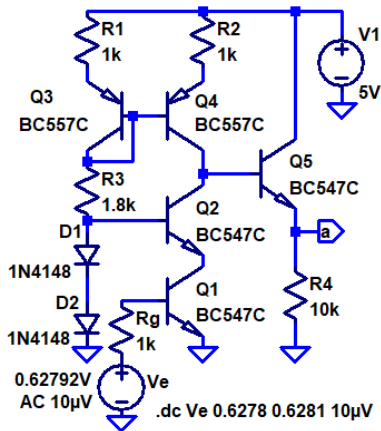 R1
1k
R2
1k
V1
5V
Q3
BC557C
Q4
BC557C
R3
1.8k
Q5
BC547C
D1
Q2
BC547C
a
1N4148
D2
1N4148
Q1
BC547C
R4
10k
Rg
1k
0.62792V
AC 10µV
Ve
.dc Ve 0.6278 0.6281 10µV